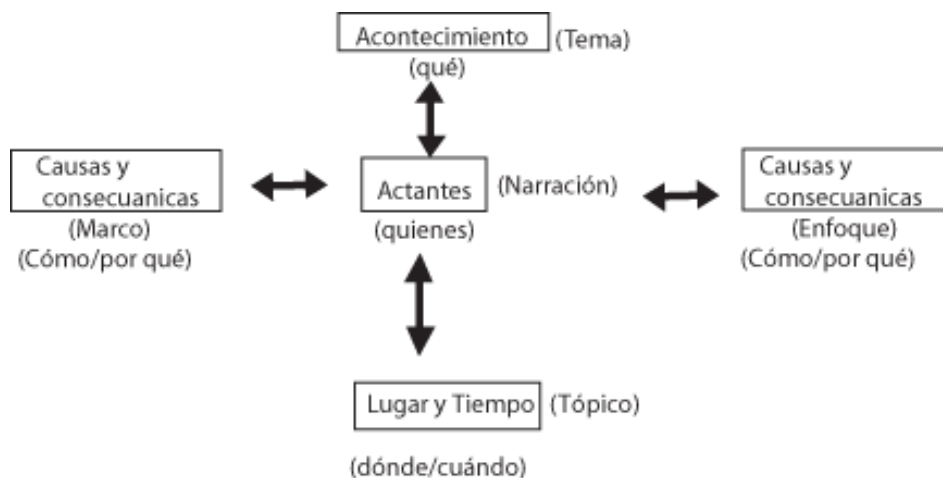 Acontecimiento (Tema)
(qué)
Causas y
consecuanicas
(Marco)
(Cómo/por qué)
Actantes (Narración)
(quienes)
Causas y
consecuanicas
(Enfoque)
(Cómo/por qué)
Lugar y Tiempo (Tópico)
(dónde/cuándo)